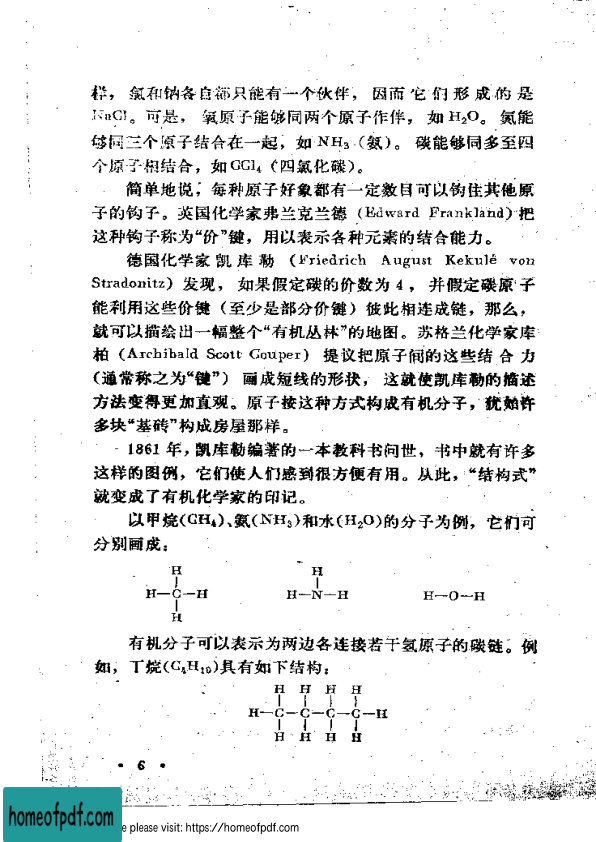 样， 氯和钠各自都只能有一个伙伴， 因而它们形成的是
NaCl。可是， 氧原子能够同两个原子作伴， 如H₂O。 氮能
够同三个原子结合在一起，如NH₃（氨）。 碳能够同多至四
个原子相结合，如CCl₄（四氯化碳）。
简单地说，每种原子好象都有一定数目可以钩住其他原
子的钩子。英国化学家弗兰克兰德（Edward Frankland）把
这种钩子称为“价”键，用以表示各种元素的结合能力。
德国化学家凯库勒（Friedrich August Kekulé von
Stradonitz）发现， 如果假定碳的价数为4， 并假定碳原子
能利用这些价键（至少是部分价键）彼此相连成链，那么，
就可以描绘出一幅整个“有机丛林”的地图。苏格兰化学家库
柏（Archibald Scott Couper）提议把原子间的这些结合力
（通常称之为“键”）画成短线的形状， 这就使凯库勒的描述
方法变得更加直观。原子按这种方式构成有机分子，犹如许
多块“基砖”构成房屋那样。
1861年，凯库勒编著的一本教科书问世，书中就有许多
这样的图例，它们使人们感到很方便有用。从此，“结构式”
就变成了有机化学家的印记。
以甲烷(CH₄)、氨(NH₃)和水(H₂O)的分子为例，它们可
分别画成：
H H
H—C—H H—N—H H—O—H
H
有机分子可以表示为两边各连接若干氢原子的碳链。例
如，丁烷(C₄H₁₀)具有如下结构：
H H H H
H—C—C—C—C—H
H H H H
• 6 •
homeofpdf.com
e please visit: https://homeofpdf.com